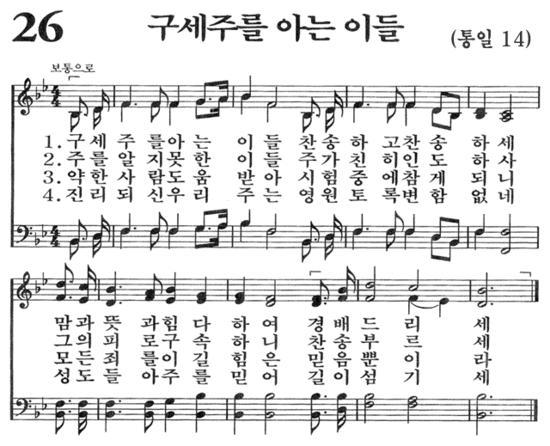 26 구세주를 아는 이들 (통일 14)
보통으로
1. 구 세 주 를 아 는 이 들 찬 송 하 고 찬 송 하 세
2. 주 를 알 지 못 한 이 들 주 가 친 히 인 도 하 사
3. 약 한 사 람 도 움 받 아 시 험 중 에 참 게 되 니
4. 진 리 되 신 우 리 주 는 영 원 토 록 변 함 없 네
맘 과 뜻 과 힘 다 하 여 경 배 드 리 세
그 의 피 로 구 속 하 니 찬 송 부 르 세
모 든 죄 를 이 길 힘 은 믿 음 뿐 이 라
성 도 들 아 주 를 믿 어 길 이 섬 기 세